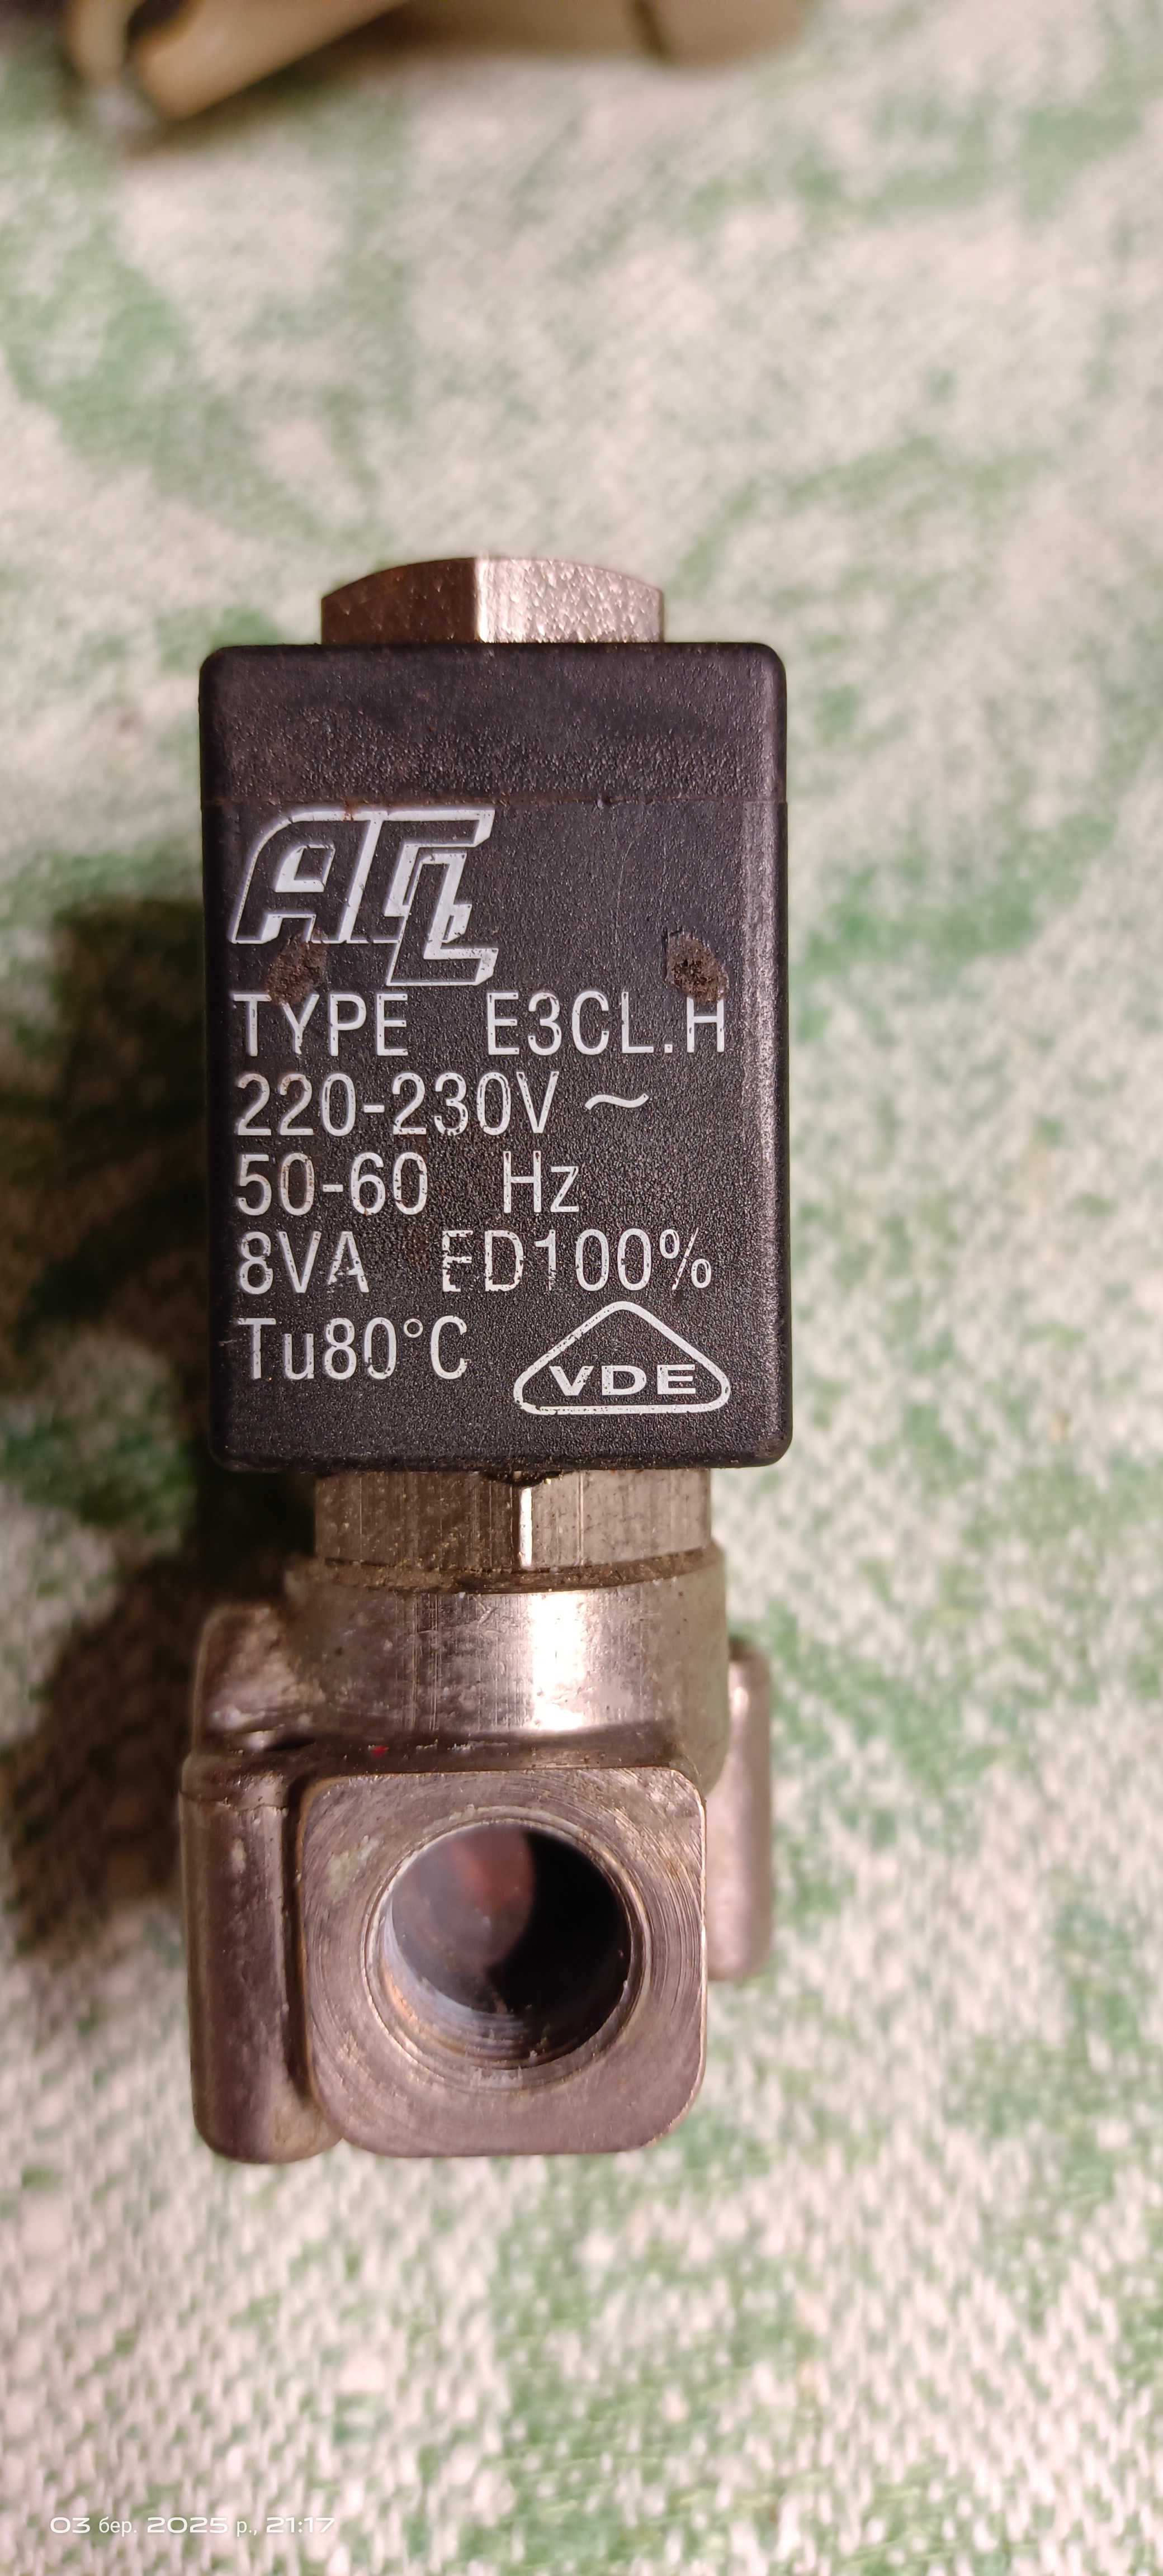 ACL
TYPE E3CL.H
220-230V ~
50-60 Hz
8VA ED100%
Tu80°C
VDE
03 бер. 2025 р., 21:17